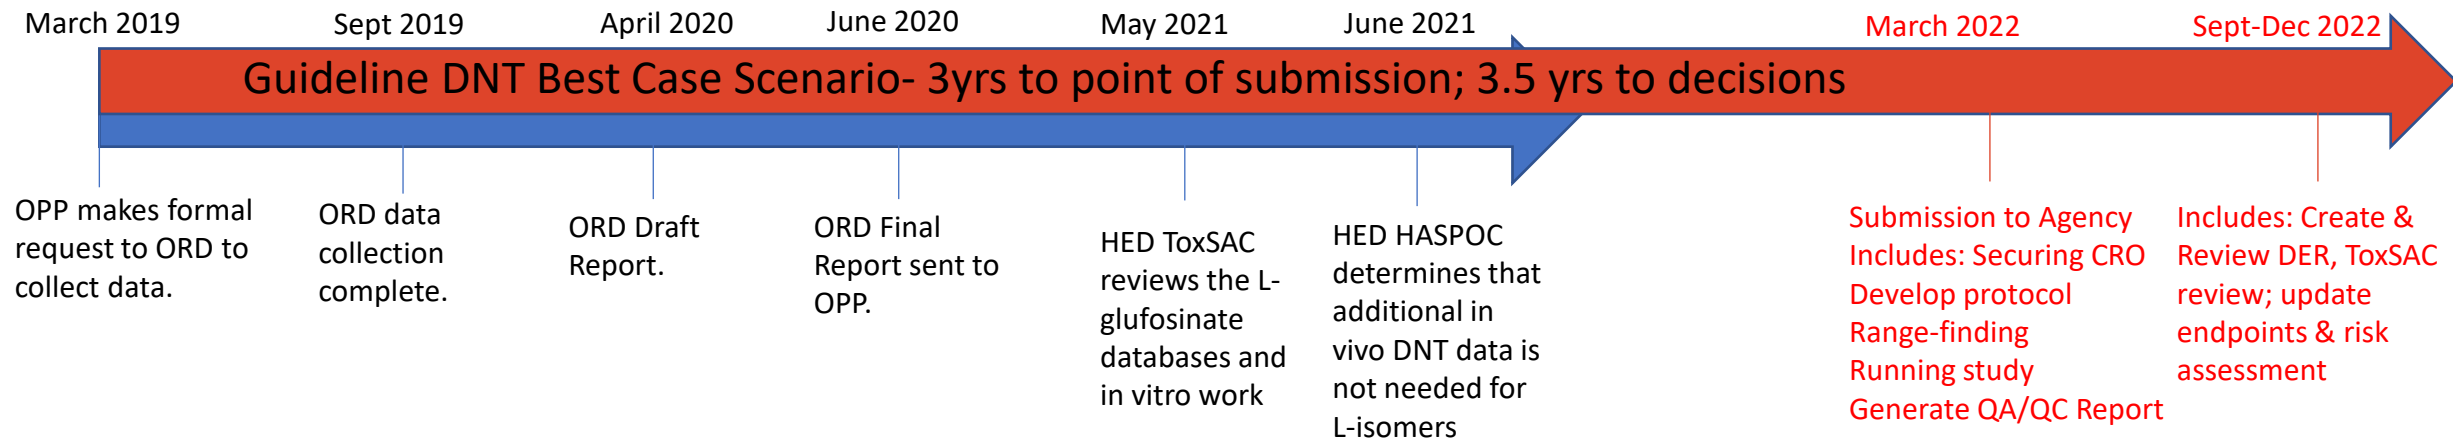 March 2019
Sept 2019
April 2020
June 2020
May 2021
June 2021
March 2022
Sept-Dec 2022
Guideline DNT Best Case Scenario- 3yrs to point of submission; 3.5 yrs to decisions
OPP makes formal
request to ORD to
collect data.
ORD data
collection
complete.
ORD Draft
Report.
ORD Final
Report sent to
OPP.
HED ToxSAC
reviews the L-
glufosinate
databases and
in vitro work
HED HASPOC
determines that
additional in
vivo DNT data is
not needed for
L-isomers
Submission to Agency
Includes: Securing CRO
Develop protocol
Range-finding
Running study
Generate QA/QC Report
Includes: Create &
Review DER, ToxSAC
review; update
endpoints & risk
assessment